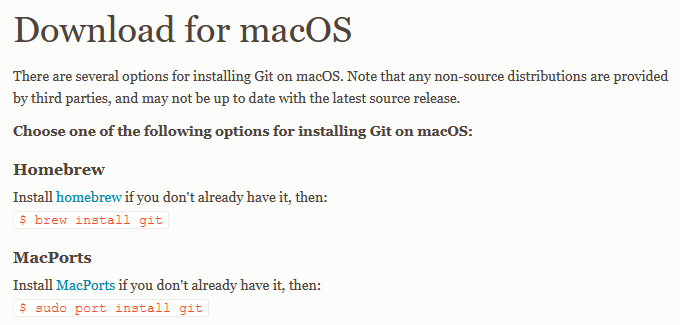 Download for macOS
There are several options for installing Git on macOS. Note that any non-source distributions are provided
by third parties, and may not be up to date with the latest source release.
Choose one of the following options for installing Git on macOS:
Homebrew
Install homebrew if you don't already have it, then:
$ brew install git
MacPorts
Install MacPorts if you don't already have it, then:
$ sudo port install git